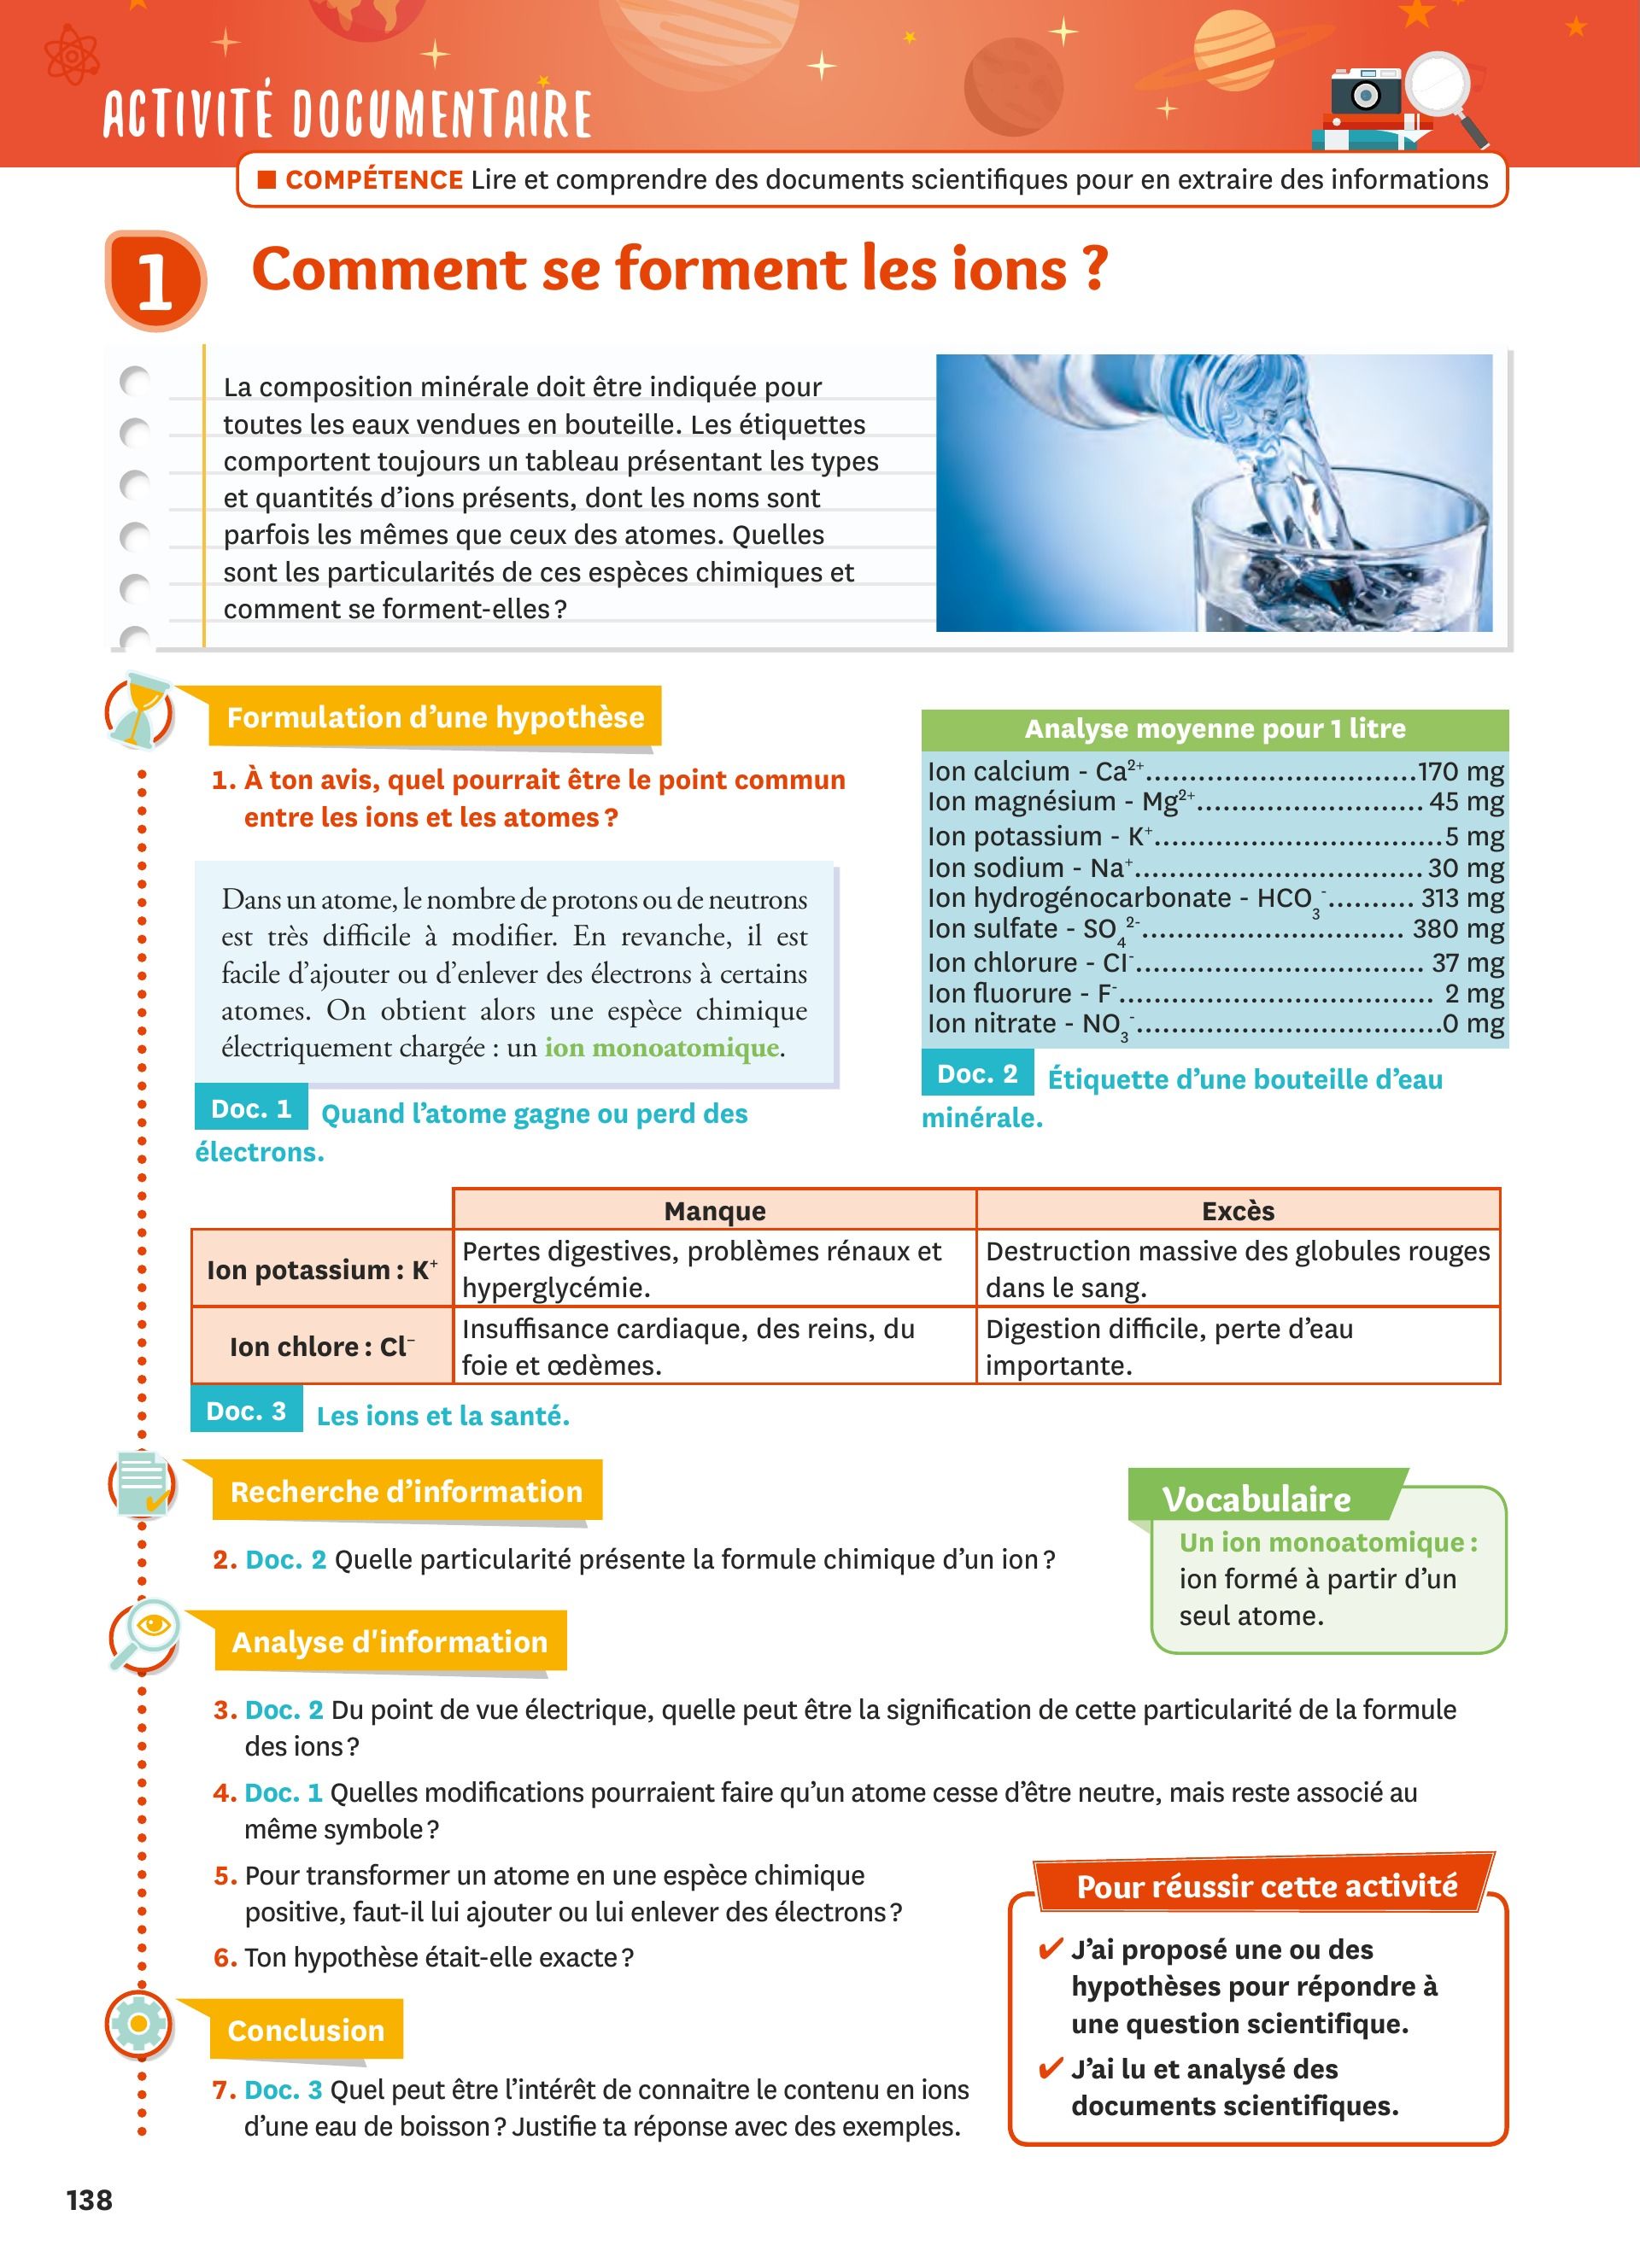 ACTIVITÉ DOCUMENTAIRE
■ COMPÉTENCE Lire et comprendre des documents scientifiques pour en extraire des informations
1 Comment se forment les ions ?
La composition minérale doit être indiquée pour
toutes les eaux vendues en bouteille. Les étiquettes
comportent toujours un tableau présentant les types
et quantités d'ions présents, dont les noms sont
parfois les mêmes que ceux des atomes. Quelles
sont les particularités de ces espèces chimiques et
comment se forment-elles ?
Formulation d'une hypothèse
1. À ton avis, quel pourrait être le point commun
entre les ions et les atomes ?
Dans un atome, le nombre de protons ou de neutrons
est très difficile à modifier. En revanche, il est
facile d'ajouter ou d'enlever des électrons à certains
atomes. On obtient alors une espèce chimique
électriquement chargée : un ion monoatomique.
Doc. 1 Quand l'atome gagne ou perd des
électrons.
Analyse moyenne pour 1 litre
Ion calcium - Ca²⁺...............................170 mg
Ion magnésium - Mg²⁺.......................... 45 mg
Ion potassium - K⁺.................................5 mg
Ion sodium - Na⁺................................. 30 mg
Ion hydrogénocarbonate - HCO₃⁻.......... 313 mg
Ion sulfate - SO₄²⁻.............................. 380 mg
Ion chlorure - Cl⁻................................. 37 mg
Ion fluorure - F⁻.................................... 2 mg
Ion nitrate - NO₃⁻...................................0 mg
Doc. 2 Étiquette d'une bouteille d'eau
minérale.
Manque Excès
Ion potassium : K⁺
Pertes digestives, problèmes rénaux et
hyperglycémie.
Destruction massive des globules rouges
dans le sang.
Ion chlore : Cl⁻
Insuffisance cardiaque, des reins, du
foie et œdèmes.
Digestion difficile, perte d'eau
importante.
Doc. 3 Les ions et la santé.
Recherche d'information
2. Doc. 2 Quelle particularité présente la formule chimique d'un ion ?
Vocabulaire
Un ion monoatomique :
ion formé à partir d'un
seul atome.
Analyse d'information
3. Doc. 2 Du point de vue électrique, quelle peut être la signification de cette particularité de la formule
des ions ?
4. Doc. 1 Quelles modifications pourraient faire qu'un atome cesse d'être neutre, mais reste associé au
même symbole ?
5. Pour transformer un atome en une espèce chimique
positive, faut-il lui ajouter ou lui enlever des électrons ?
6. Ton hypothèse était-elle exacte ?
Conclusion
7. Doc. 3 Quel peut être l'intérêt de connaitre le contenu en ions
d'une eau de boisson ? Justifie ta réponse avec des exemples.
Pour réussir cette activité
✔ J'ai proposé une ou des
hypothèses pour répondre à
une question scientifique.
✔ J'ai lu et analysé des
documents scientifiques.
138